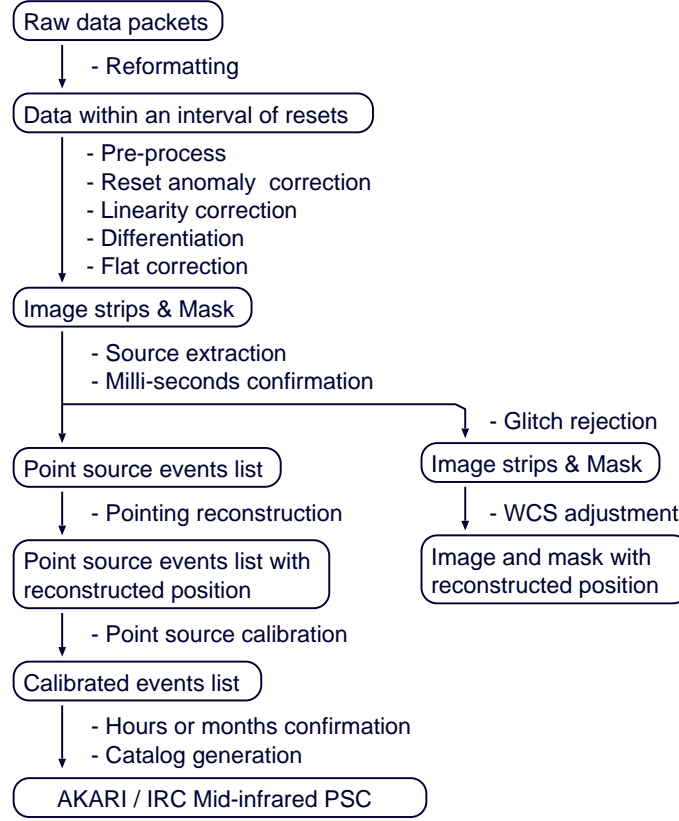 Raw data packets
- Reformatting
Data within an interval of resets
- Pre-process
- Reset anomaly correction
- Linearity correction
- Differentiation
- Flat correction
Image strips & Mask
- Source extraction
- Milli-seconds confirmation
- Glitch rejection
Point source events list
Image strips & Mask
- Pointing reconstruction
- WCS adjustment
Point source events list with
reconstructed position
Image and mask with
reconstructed position
- Point source calibration
Calibrated events list
- Hours or months confirmation
- Catalog generation
AKARI / IRC Mid-infrared PSC